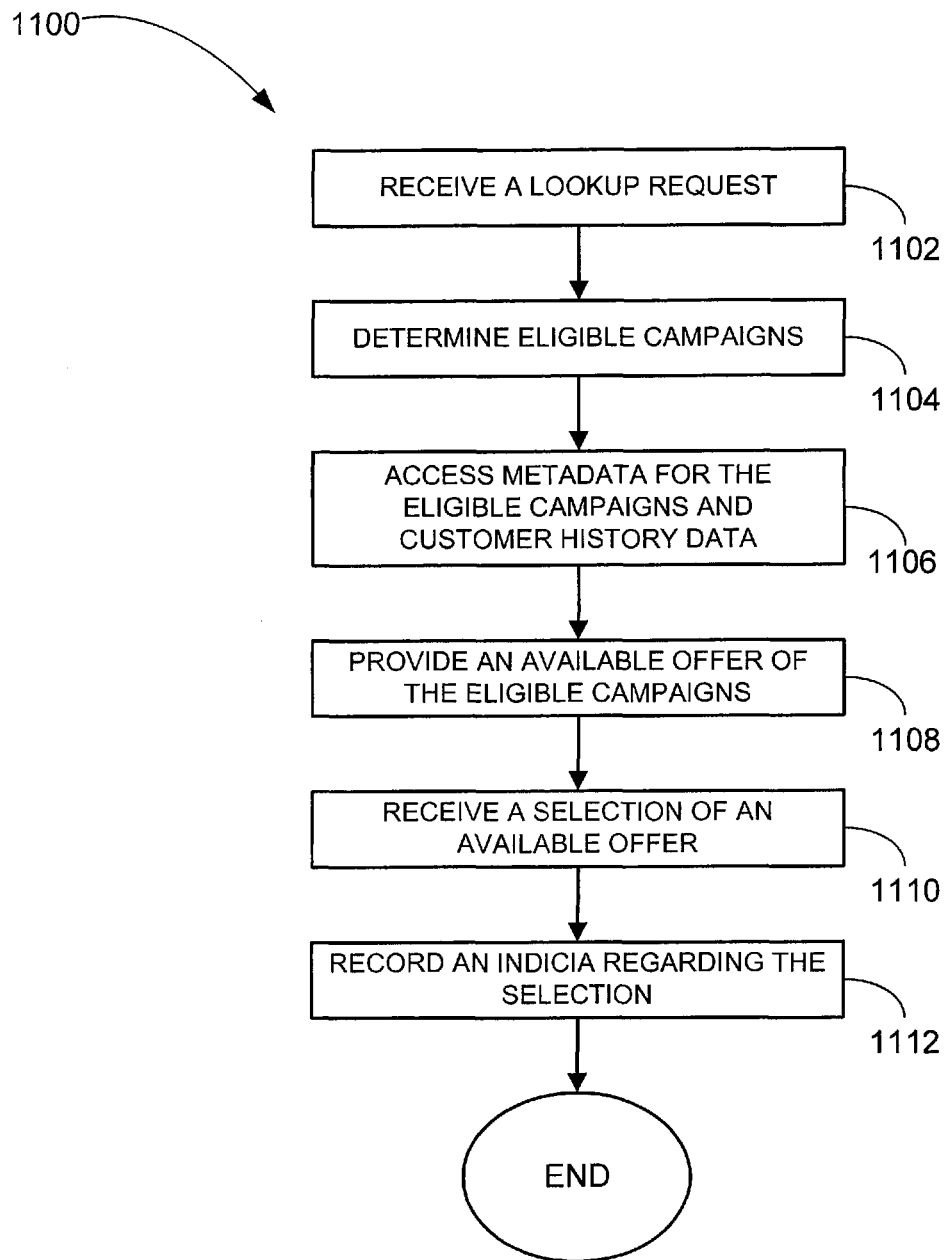 1100
RECEIVE A LOOKUP REQUEST
1102
DETERMINE ELIGIBLE CAMPAIGNS
1104
ACCESS METADATA FOR THE
ELIGIBLE CAMPAIGNS AND
CUSTOMER HISTORY DATA
1106
PROVIDE AN AVAILABLE OFFER OF
THE ELIGIBLE CAMPAIGNS
1108
RECEIVE A SELECTION OF AN
AVAILABLE OFFER
1110
RECORD AN INDICIA REGARDING THE
SELECTION
1112
END